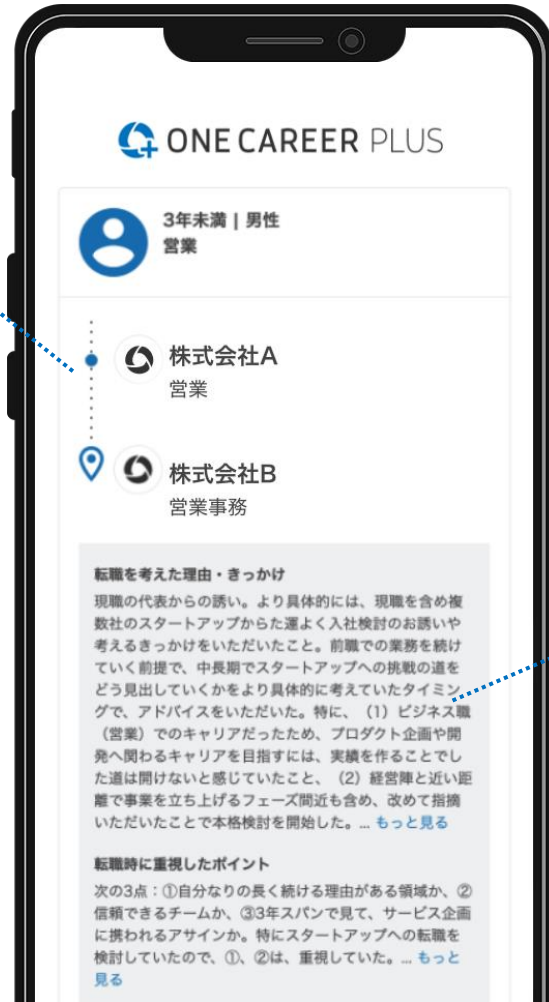 ONE CAREER PLUS
3年未満 | 男性
営業
株式会社A
営業
株式会社B
営業事務
転職を考えた理由・きっかけ
現職の代表からの誘い。より具体的には、現職を含め複
数社のスタートアップからた運よく入社検討のお誘いや
考えるきっかけをいただいたこと。前職での業務を続け
ていく前提で、中長期でスタートアップへの挑戦の道を
どう見出していくかをより具体的に考えていたタイミン
グで、アドバイスをいただいた。特に、（1）ビジネス職
（営業）でのキャリアだったため、プロダクト企画や開
発へ関わるキャリアを目指すには、実績を作ることでし
た道は開けないと感じていたこと、（2）経営陣と近い距
離で事業を立ち上げるフェーズ間近も含め、改めて指摘
いただいたことで本格検討を開始した。... もっと見る
転職時に重視したポイント
次の3点：①自分なりの長く続ける理由がある領域か、②
信頼できるチームか、③3年スパンで見て、サービス企画
に携われるアサインか。特にスタートアップへの転職を
検討していたので、①、②は、重視していた。... もっと
見る